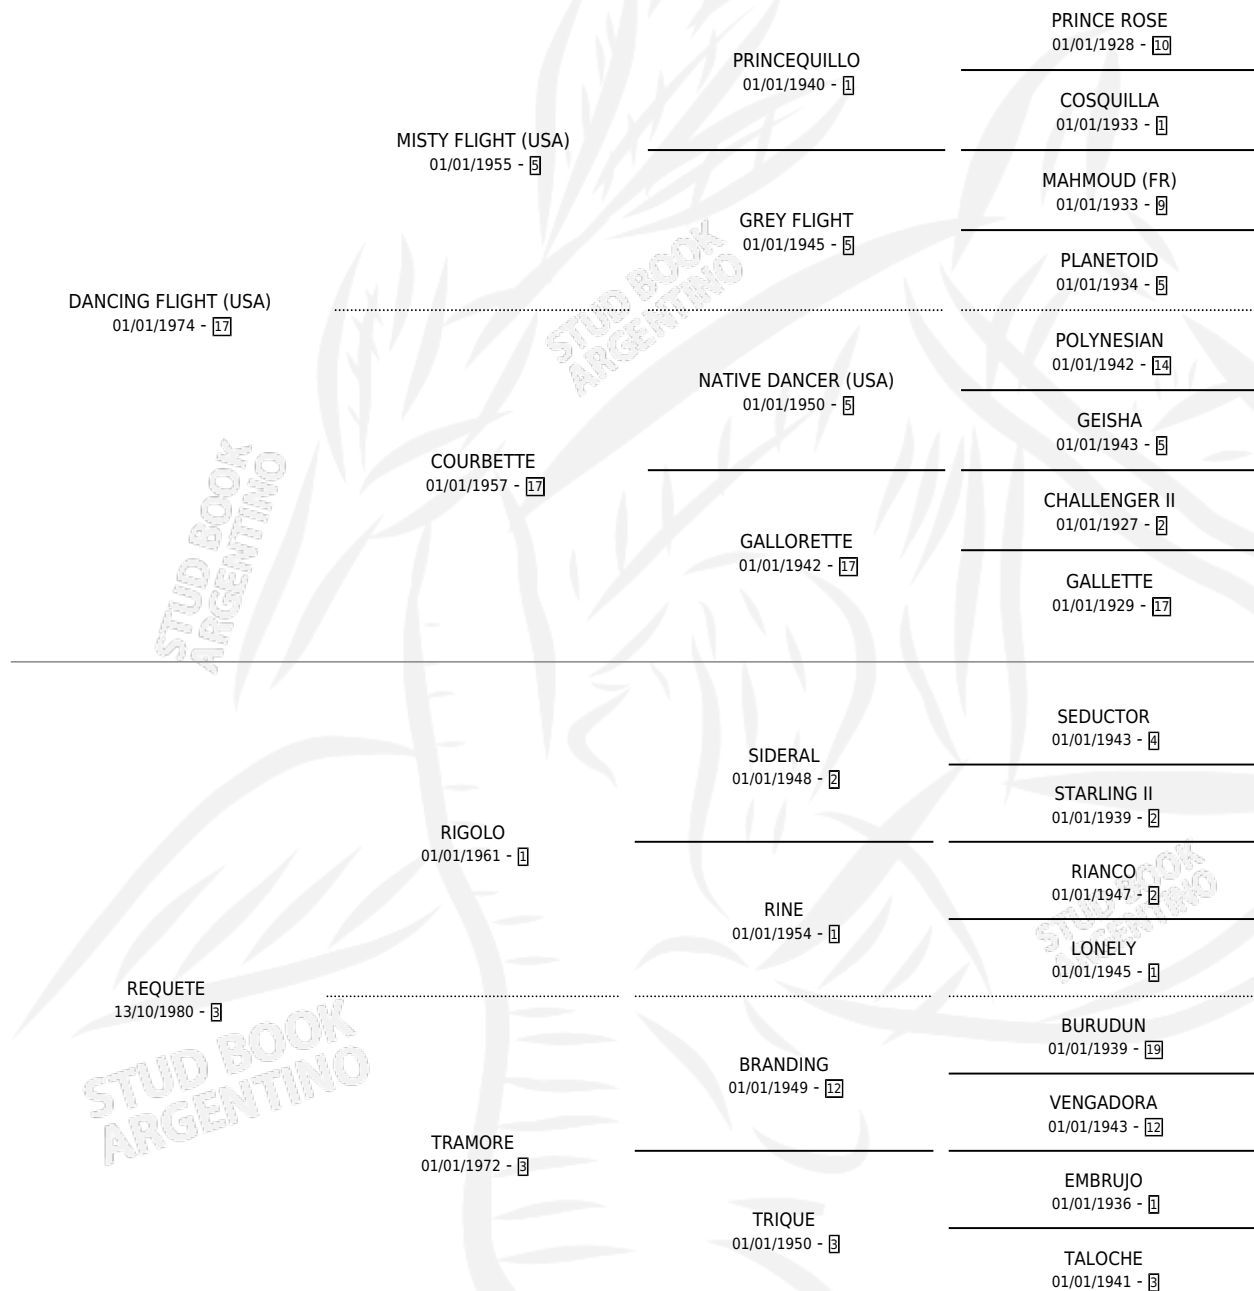 PRINCE ROSE
01/01/1928 - 10
PRINCEQUILLO
01/01/1940 - 1
COSQUILLA
01/01/1933 - 1
MISTY FLIGHT (USA)
01/01/1955 - 5
MAHMOUD (FR)
01/01/1933 - 9
GREY FLIGHT
01/01/1945 - 5
PLANETOID
01/01/1934 - 5
DANCING FLIGHT (USA)
01/01/1974 - 17
POLYNESIAN
01/01/1942 - 14
NATIVE DANCER (USA)
01/01/1950 - 5
GEISHA
01/01/1943 - 5
COURBETTE
01/01/1957 - 17
CHALLENGER II
01/01/1927 - 2
GALLORETTE
01/01/1942 - 17
GALLETTE
01/01/1929 - 17
STUD BOOK
ARGENTINO
STUD BOOK
ARGENTINO
SEDUCTOR
01/01/1943 - 4
SIDERAL
01/01/1948 - 2
STARLING II
01/01/1939 - 2
RIGOLO
01/01/1961 - 1
RIANCO
01/01/1947 - 2
RINE
01/01/1954 - 1
LONELY
01/01/1945 - 1
REQUETE
13/10/1980 - 3
BURUDUN
01/01/1939 - 19
BRANDING
01/01/1949 - 12
VENGADORA
01/01/1943 - 12
TRAMORE
01/01/1972 - 3
EMBRUJO
01/01/1936 - 1
TRIQUE
01/01/1950 - 3
TALOCHE
01/01/1941 - 3
STUD BOOK
ARGENTINO
STUD BOOK
ARGENTINO